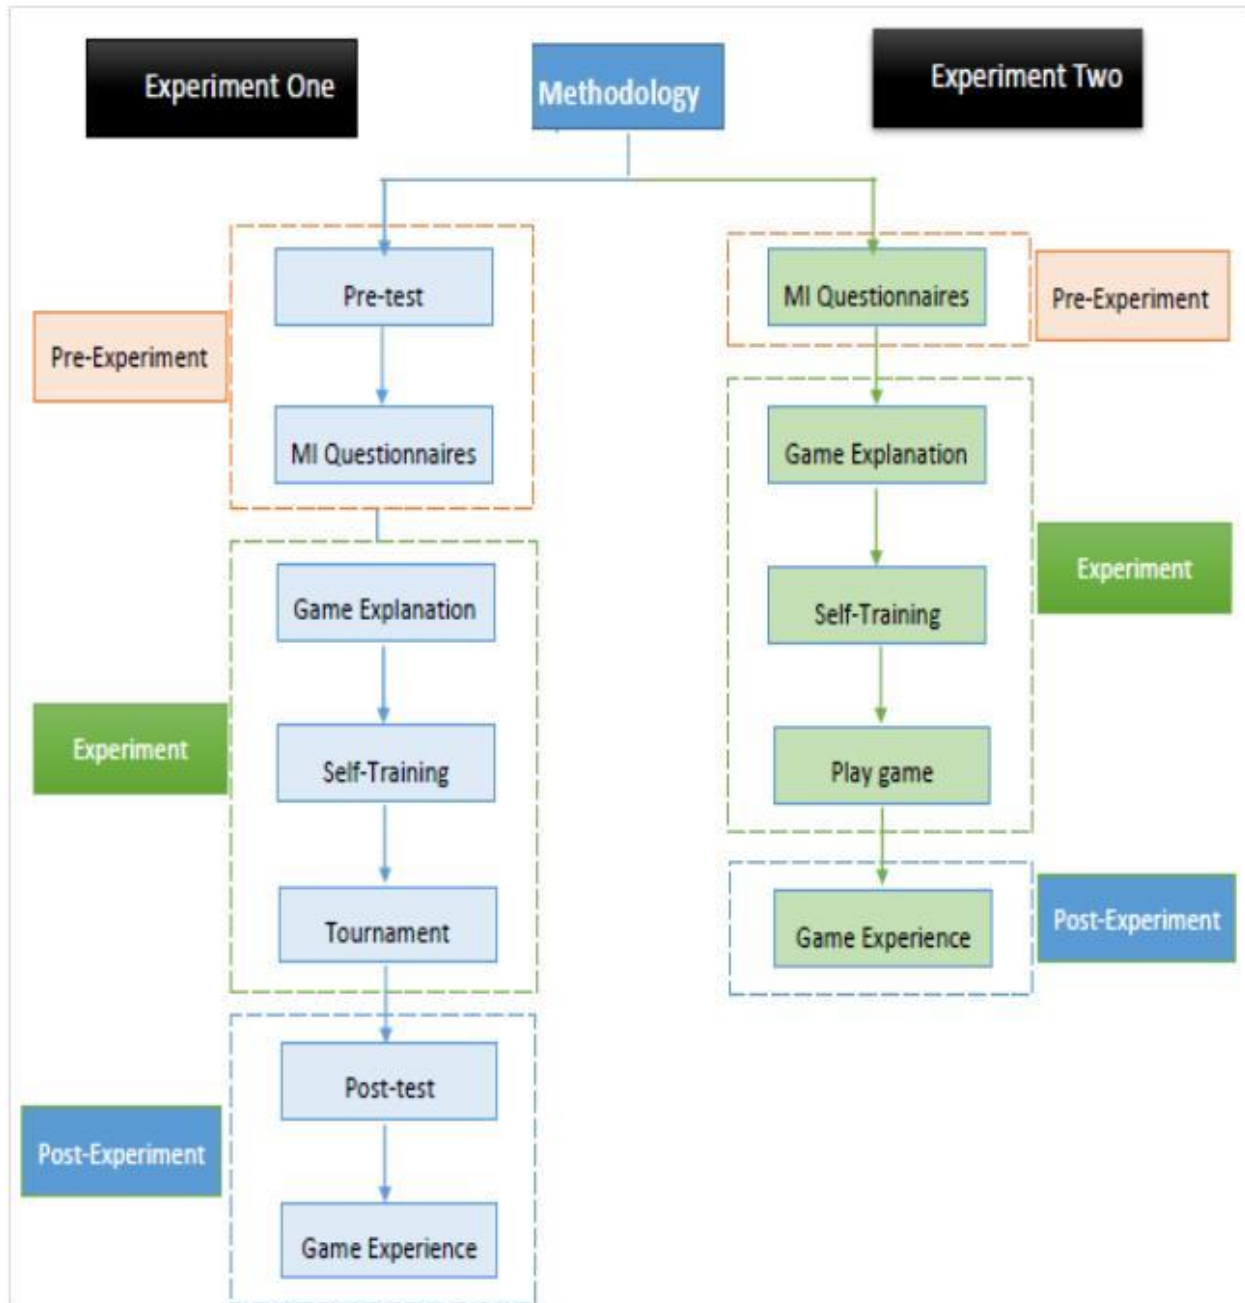 Experiment One
Methodology
Experiment Two
Pre-Experiment
Pre-test
MI Questionnaires
Experiment
Game Explanation
Self-Training
Tournament
Post-Experiment
Post-test
Game Experience
MI Questionnaires
Pre-Experiment
Game Explanation
Self-Training
Play game
Experiment
Game Experience
Post-Experiment